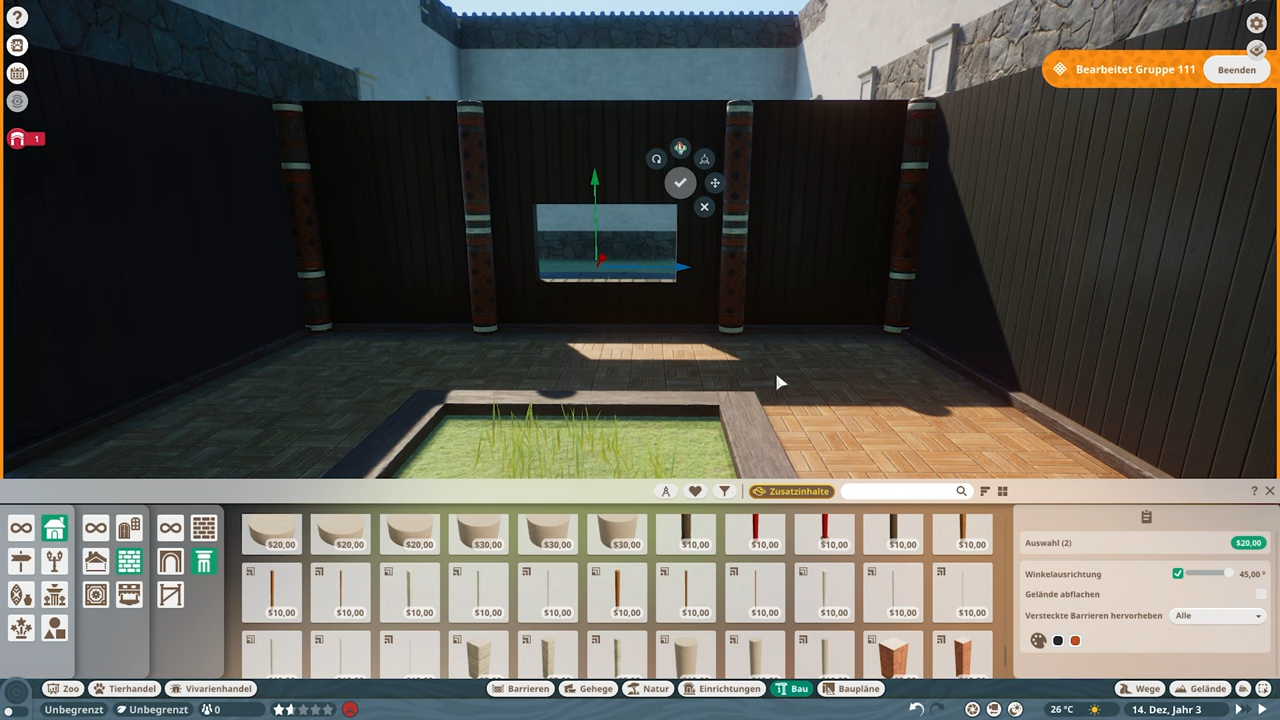 ?
1
Bearbeitet Gruppe 111
Beenden
Zusatzinhalte
?
$20,00 $20,00 $20,00 $30,00 $30,00 $30,00 $10,00 $10,00 $10,00 $10,00 $10,00
$10,00 $10,00 $10,00 $10,00 $10,00 $10,00 $10,00 $10,00 $10,00 $10,00 $10,00
Auswahl (2) $20,00
Winkelausrichtung 45,00°
Gelände abflachen
Versteckte Barrieren hervorheben Alle
Zoo Tierhandel Vivarienhandel Barrieren Gehege Natur Einrichtungen Bau Baupläne Wege Gelände
Unbegrenzt Unbegrenzt 0 26 °C 14. Dez, Jahr 3